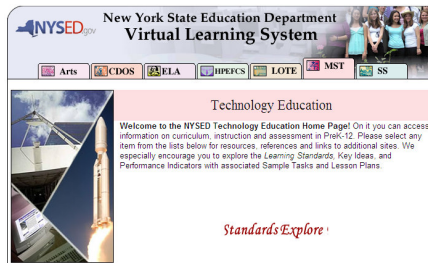 NYSED.gov
New York State Education Department
Virtual Learning System
Arts CDOS ELA HPEFCS LOTE MST SS
Technology Education
Welcome to the NYSED Technology Education Home Page! On it you can access
information on curriculum, instruction and assessment in PreK-12. Please select any
item from the lists below for resources, references and links to additional sites. We
especially encourage you to explore the Learning Standards, Key Ideas, and
Performance Indicators with associated Sample Tasks and Lesson Plans.
Standards Explore